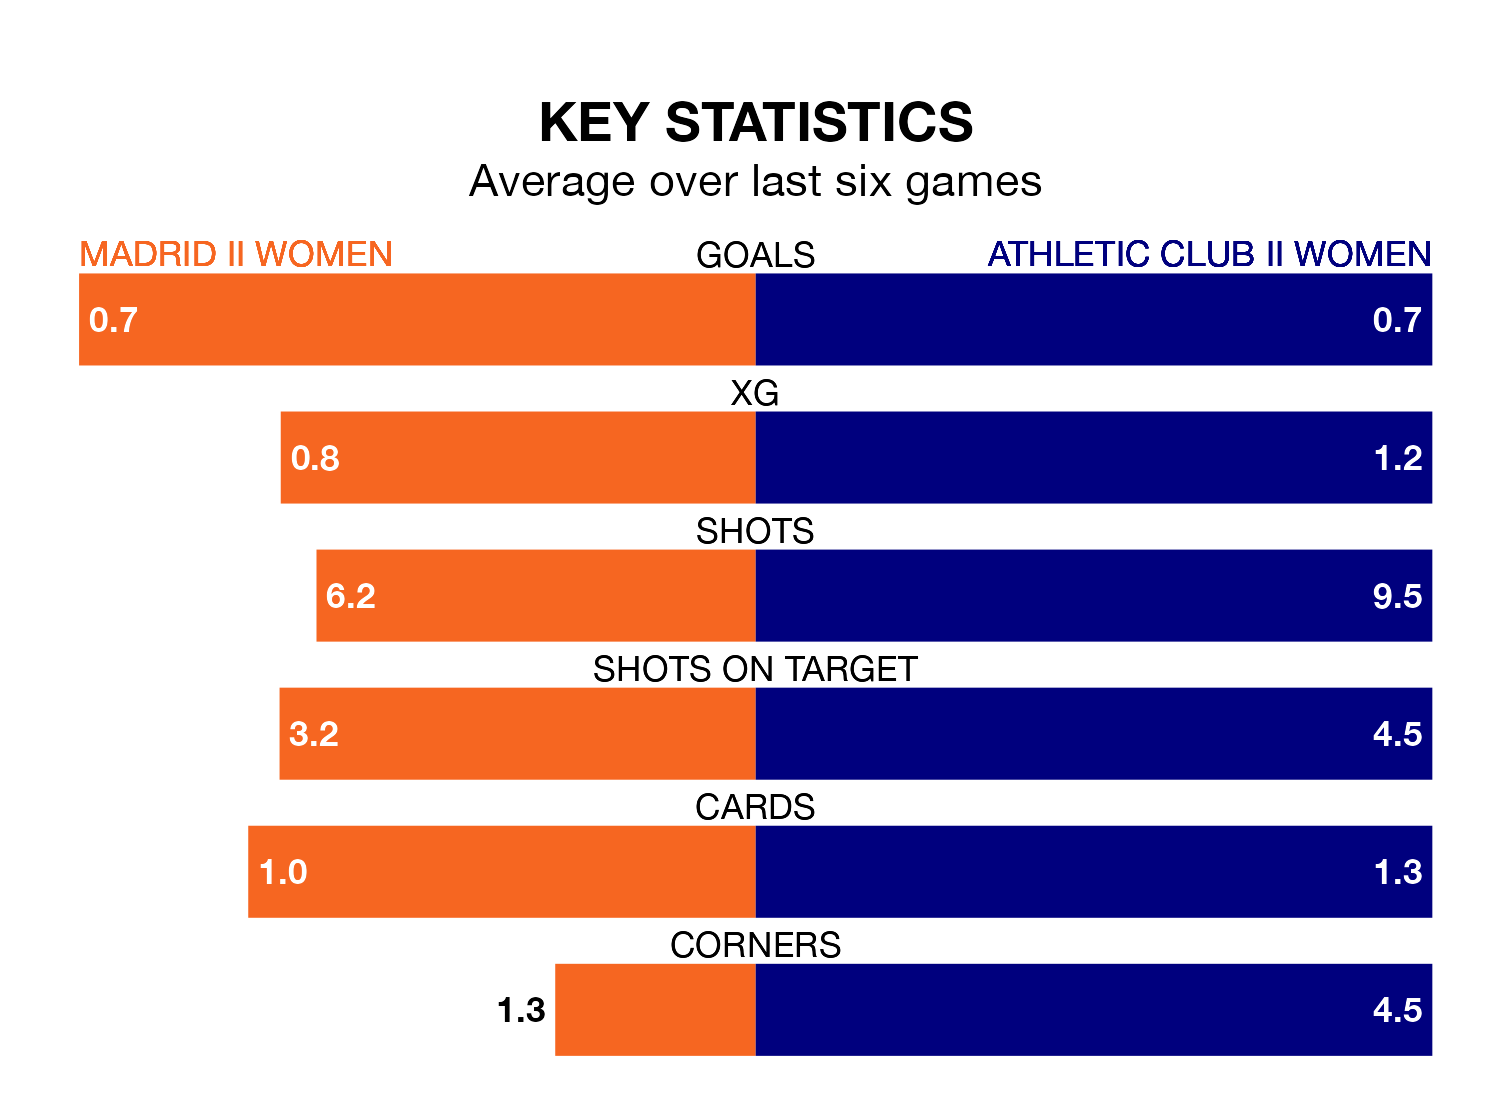 KEY STATISTICS
Average over last six games
MADRID II WOMEN GOALS ATHLETIC CLUB II WOMEN
0.7 0.7
XG
0.8 1.2
SHOTS
6.2 9.5
SHOTS ON TARGET
3.2 4.5
CARDS
1.0 1.3
CORNERS
1.3 4.5